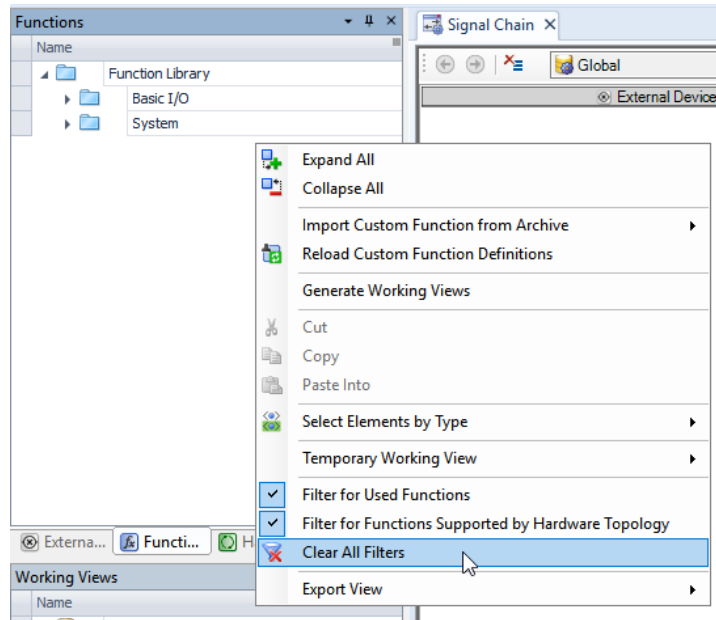 Functions
Signal Chain
Name
Global
Function Library
External Device
Basic I/O
System
Expand All
Collapse All
Import Custom Function from Archive
Reload Custom Function Definitions
Generate Working Views
Cut
Copy
Paste Into
Select Elements by Type
Temporary Working View
Filter for Used Functions
Filter for Functions Supported by Hardware Topology
Externa... Functi... H
Clear All Filters
Working Views
Export View
Name